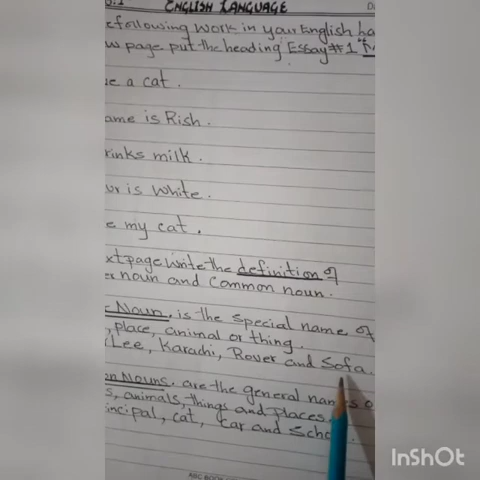 ENGLISH LANGUAGE
following work in your English
page put the heading Essay #1
a cat.
ame is Rish.
rinks milk.
ur is white.
e my cat.
xt page write the definition of
er noun and Common noun.
Noun, is the special name of
, place, animal or thing.
Lee, Karachi, Rover and Sofa.
on Nouns, are the general names o
s, animals, things and places.
incipal, cat, car and Scho
InShOt